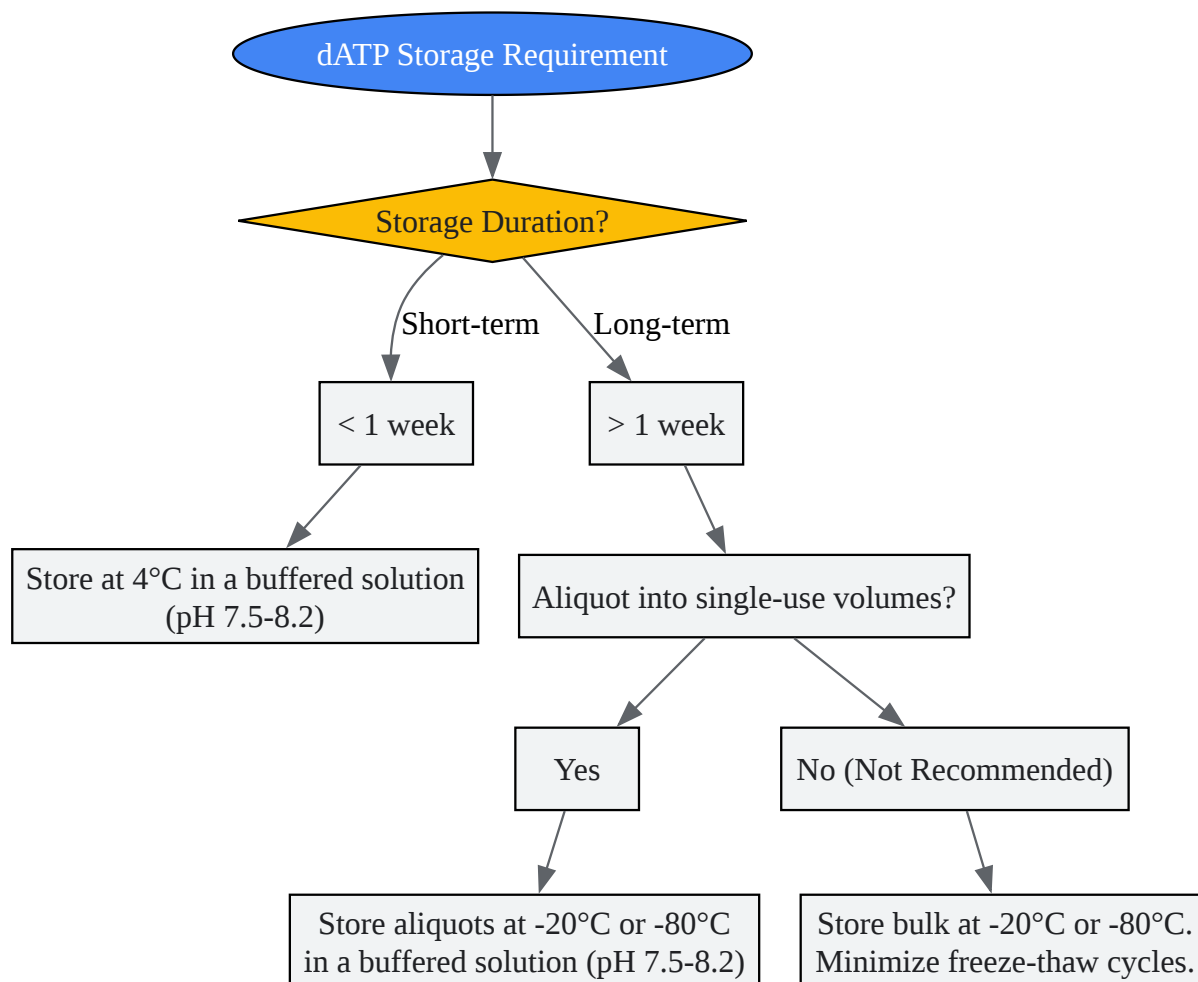 dATP Storage Requirement
Storage Duration?
Short-term
Long-term
< 1 week
> 1 week
Store at 4°C in a buffered solution
(pH 7.5-8.2)
Aliquot into single-use volumes?
Yes
No (Not Recommended)
Store aliquots at -20°C or -80°C
in a buffered solution (pH 7.5-8.2)
Store bulk at -20°C or -80°C.
Minimize freeze-thaw cycles.